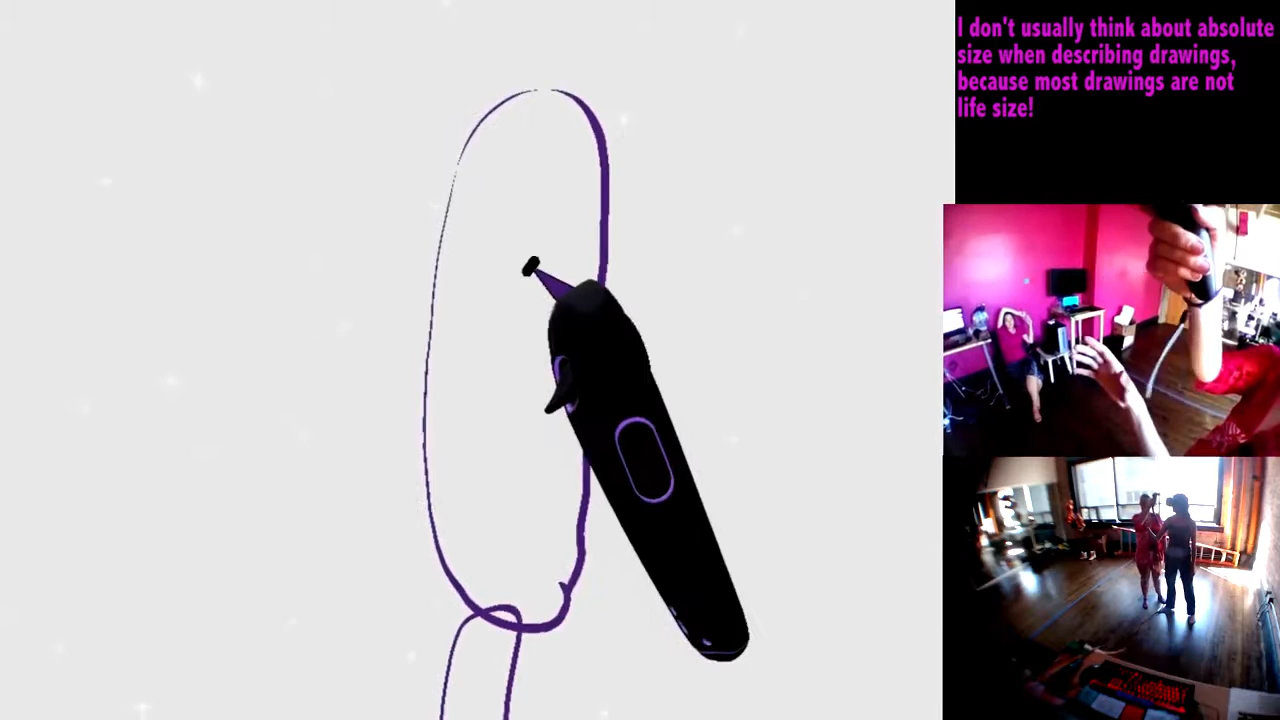 I don't usually think about absolute
size when describing drawings,
because most drawings are not
life size!